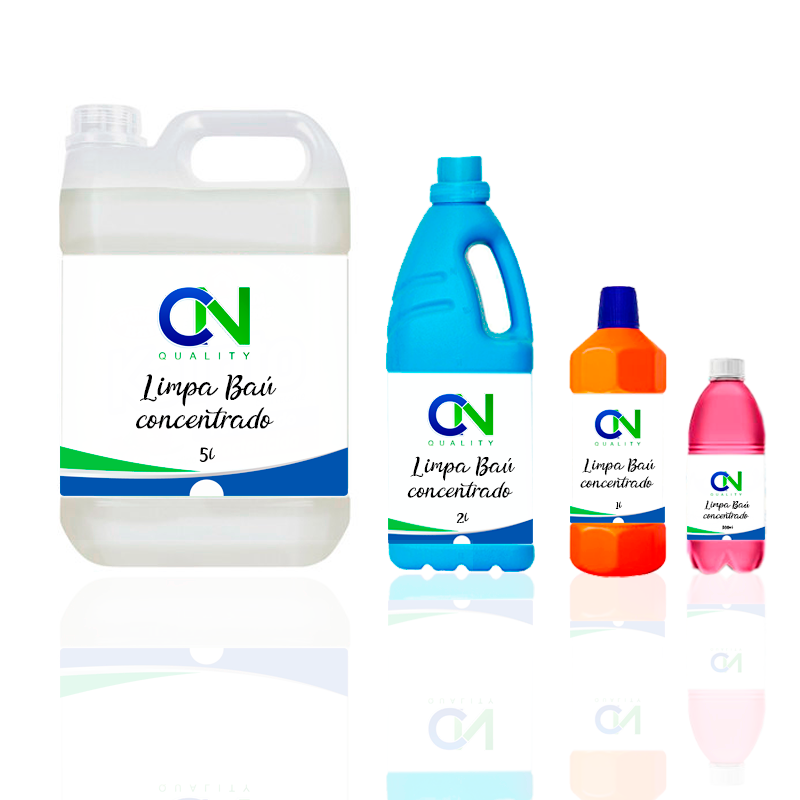 CN
QUALITY
Limpa Baú
concentrado
5l
CN
QUALITY
Limpa Baú
concentrado
2l
CN
QUALITY
Limpa Baú
concentrado
1l
CN
QUALITY
Limpa Baú
concentrado